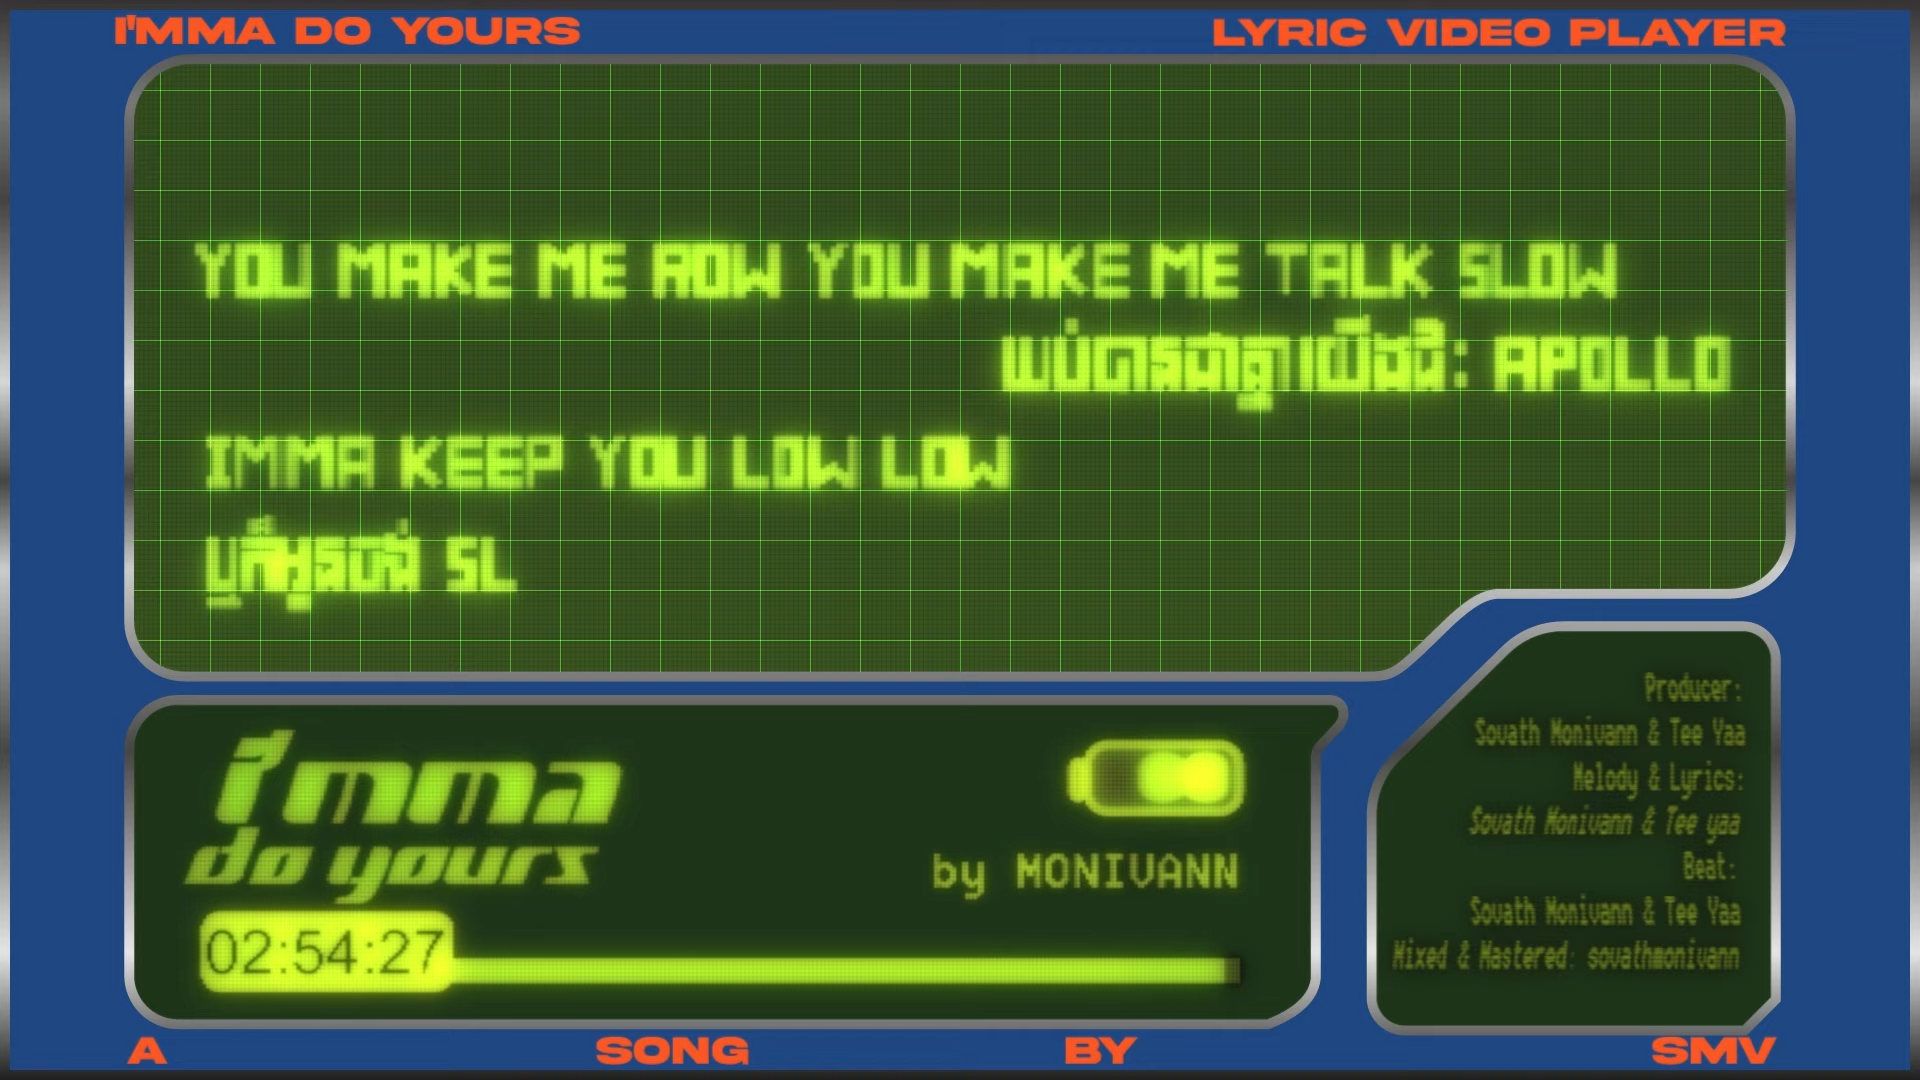 I'MMA DO YOURS
LYRIC VIDEO PLAYER
YOU MAKE ME ROW YOU MAKE ME TALK SLOW
: APOLLO
IMMA KEEP YOU LOW LOW
SL
i'mma
do yours
by MONIVANN
02:54:27
Producer:
Sovath Monivann & Tee Yaa
Melody & Lyrics:
Sovath Monivann & Tee yaa
Beat:
Sovath Monivann & Tee Yaa
Mixed & Mastered: sovathmonivann
A SONG BY SMV